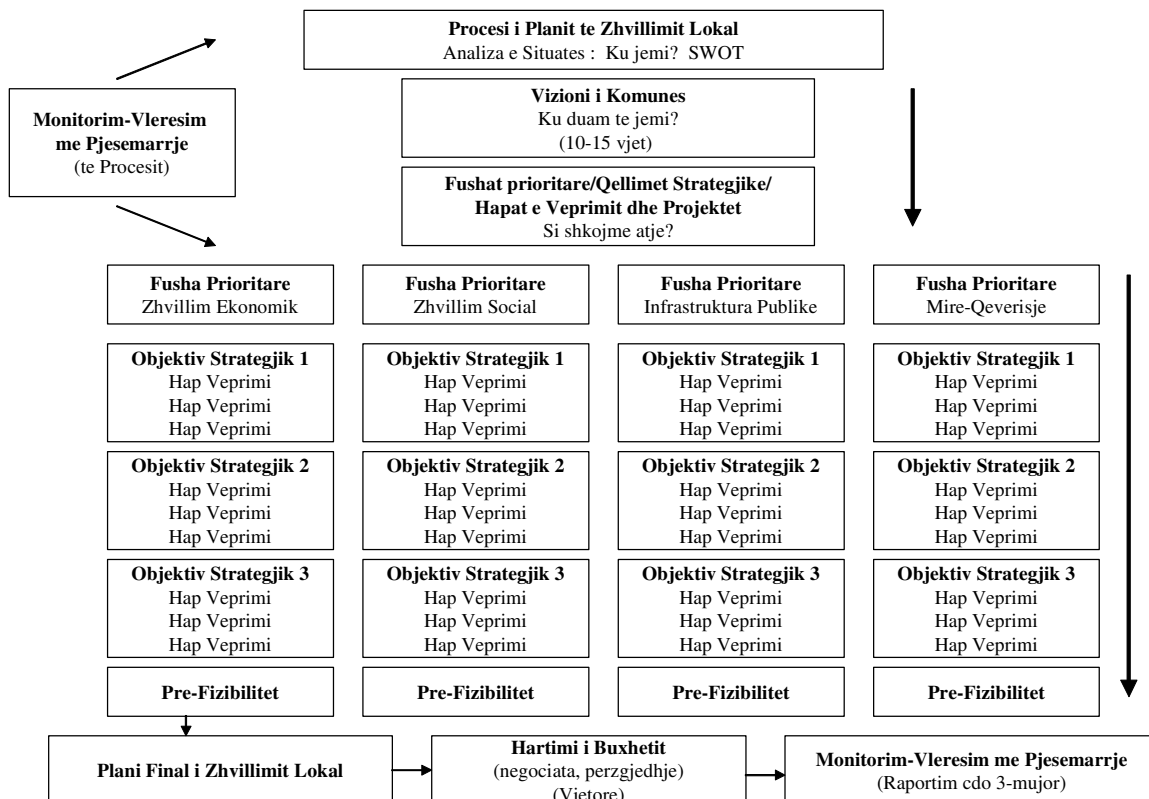 Procesi i Planit te Zhvillimit Lokal
Analiza e Situates : Ku jemi? SWOT
Monitorim-Vleresim
me Pjesemarrje
(te Procesit)
Vizioni i Komunes
Ku duam te jemi?
(10-15 vjet)
Fushat prioritare/Qellimet Strategjike/
Hapat e Veprimit dhe Projektet
Si shkojme atje?
Fusha Prioritare
Zhvillim Ekonomik
Fusha Prioritare
Zhvillim Social
Fusha Prioritare
Infrastruktura Publike
Fusha Prioritare
Mire-Qeverisje
Objektiv Strategjik 1
Hap Veprimi
Hap Veprimi
Hap Veprimi
Objektiv Strategjik 1
Hap Veprimi
Hap Veprimi
Hap Veprimi
Objektiv Strategjik 1
Hap Veprimi
Hap Veprimi
Hap Veprimi
Objektiv Strategjik 1
Hap Veprimi
Hap Veprimi
Hap Veprimi
Objektiv Strategjik 2
Hap Veprimi
Hap Veprimi
Hap Veprimi
Objektiv Strategjik 2
Hap Veprimi
Hap Veprimi
Hap Veprimi
Objektiv Strategjik 2
Hap Veprimi
Hap Veprimi
Hap Veprimi
Objektiv Strategjik 2
Hap Veprimi
Hap Veprimi
Hap Veprimi
Objektiv Strategjik 3
Hap Veprimi
Hap Veprimi
Hap Veprimi
Objektiv Strategjik 3
Hap Veprimi
Hap Veprimi
Hap Veprimi
Objektiv Strategjik 3
Hap Veprimi
Hap Veprimi
Hap Veprimi
Objektiv Strategjik 3
Hap Veprimi
Hap Veprimi
Hap Veprimi
Pre-Fizibilitet
Pre-Fizibilitet
Pre-Fizibilitet
Pre-Fizibilitet
Plani Final i Zhvillimit Lokal
Hartimi i Buxhetit
(negociata, perzgjedhje)
(Vjetore)
Monitorim-Vleresim me Pjesemarrje
(Raportim cdo 3-mujor)